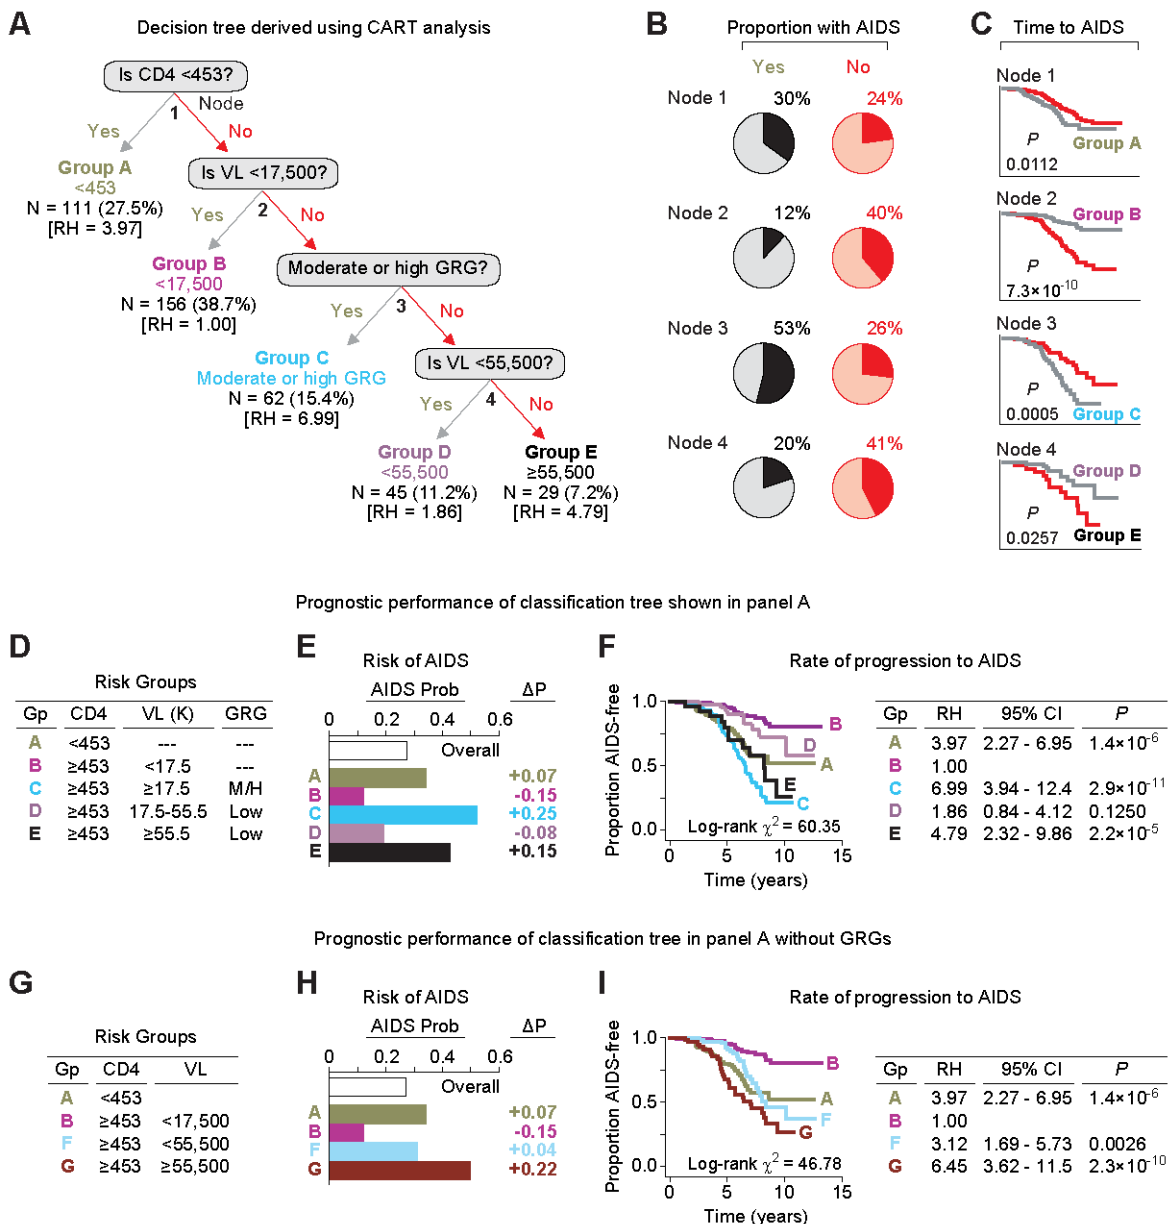 A
Decision tree derived using CART analysis
Is CD4 <453?
Node
1
Yes
No
Group A
<453
N = 111 (27.5%)
[RH = 3.97]
Is VL <17,500?
Yes
2
No
Group B
<17,500
N = 156 (38.7%)
[RH = 1.00]
Moderate or high GRG?
Yes
3
No
Group C
Moderate or high GRG
N = 62 (15.4%)
[RH = 6.99]
Is VL <55,500?
Yes
4
No
Group D
<55,500
N = 45 (11.2%)
[RH = 1.86]
Group E
≥55,500
N = 29 (7.2%)
[RH = 4.79]
B
Proportion with AIDS
Yes No
Node 1 30% 24%
Node 2 12% 40%
Node 3 53% 26%
Node 4 20% 41%
C
Time to AIDS
Node 1
P
0.0112
Group A
Node 2
Group B
P
7.3×10-10
Node 3
P
0.0005
Group C
Node 4
Group D
P
0.0257
Group E
Prognostic performance of classification tree shown in panel A
D
Risk Groups
Gp CD4 VL (K) GRG
A <453 --- ---
B ≥453 <17.5 ---
C ≥453 ≥17.5 M/H
D ≥453 17.5-55.5 Low
E ≥453 ≥55.5 Low
E
Risk of AIDS
AIDS Prob ΔP
0 0.2 0.4 0.6
Overall
A +0.07
B -0.15
C +0.25
D -0.08
E +0.15
F
Rate of progression to AIDS
Proportion AIDS-free
1.0
0.5
0.0
B
D
A
E
C
Log-rank χ2 = 60.35
0 5 10 15
Time (years)
Gp RH 95% CI P
A 3.97 2.27 - 6.95 1.4×10-6
B 1.00
C 6.99 3.94 - 12.4 2.9×10-11
D 1.86 0.84 - 4.12 0.1250
E 4.79 2.32 - 9.86 2.2×10-5
Prognostic performance of classification tree in panel A without GRGs
G
Risk Groups
Gp CD4 VL
A <453
B ≥453 <17,500
F ≥453 <55,500
G ≥453 ≥55,500
H
Risk of AIDS
AIDS Prob ΔP
0 0.2 0.4 0.6
Overall
A +0.07
B -0.15
F +0.04
G +0.22
I
Rate of progression to AIDS
Proportion AIDS-free
1.0
0.5
0.0
B
A
F
G
Log-rank χ2 = 46.78
0 5 10 15
Time (years)
Gp RH 95% CI P
A 3.97 2.27 - 6.95 1.4×10-6
B 1.00
F 3.12 1.69 - 5.73 0.0026
G 6.45 3.62 - 11.5 2.3×10-10